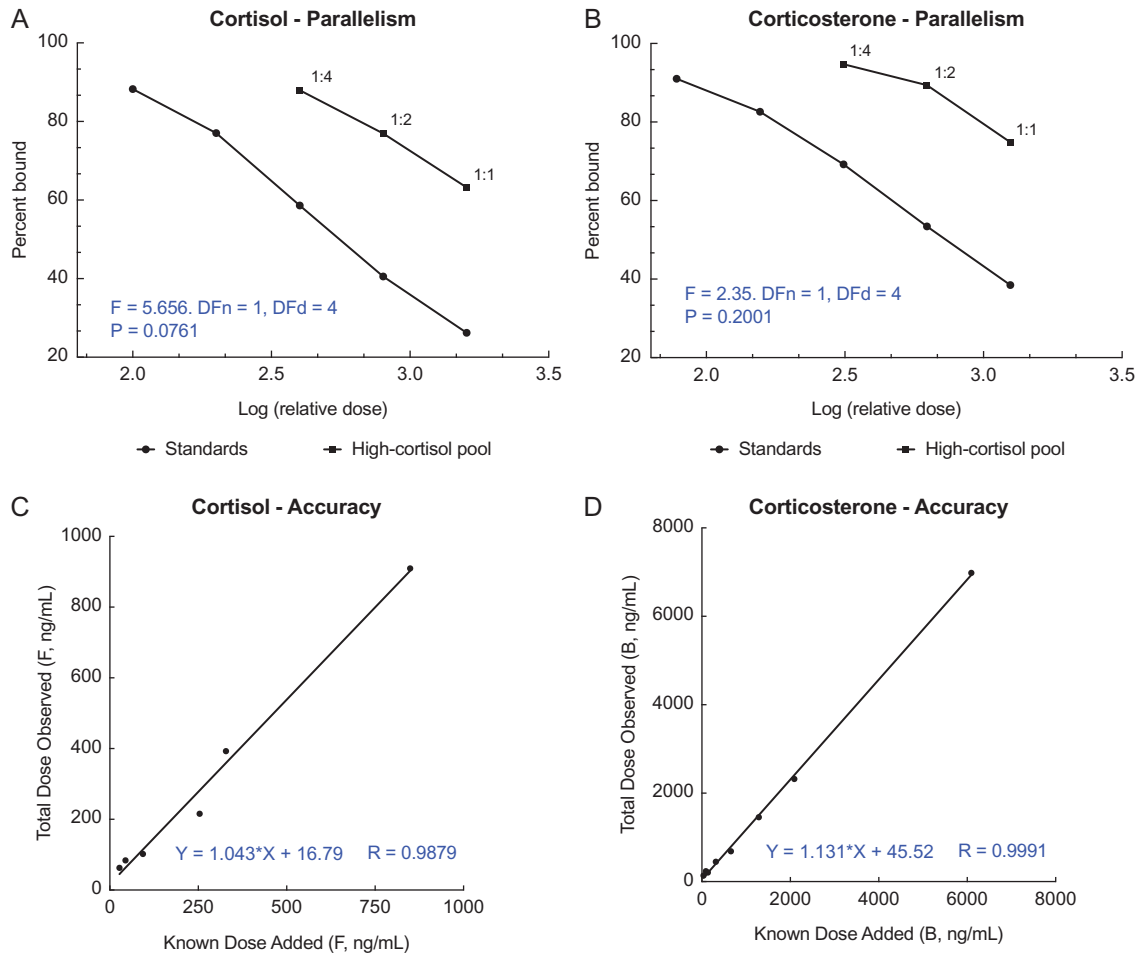 A
Cortisol - Parallelism
100
80
60
40
20
Percent bound
1:4
1:2
1:1
F = 5.656. DFn = 1, DFd = 4
P = 0.0761
2.0
2.5
3.0
3.5
Log (relative dose)
Standards
High-cortisol pool
B
Corticosterone - Parallelism
100
80
60
40
20
Percent bound
1:4
1:2
1:1
F = 2.35. DFn = 1, DFd = 4
P = 0.2001
2.0
2.5
3.0
3.5
Log (relative dose)
Standards
High-cortisol pool
C
Cortisol - Accuracy
1000
800
600
400
200
0
Total Dose Observed (F, ng/mL)
Y = 1.043*X + 16.79 R = 0.9879
0
250
500
750
1000
Known Dose Added (F, ng/mL)
D
Corticosterone - Accuracy
8000
6000
4000
2000
0
Total Dose Observed (B, ng/mL)
Y = 1.131*X + 45.52 R = 0.9991
0
2000
4000
6000
8000
Known Dose Added (B, ng/mL)